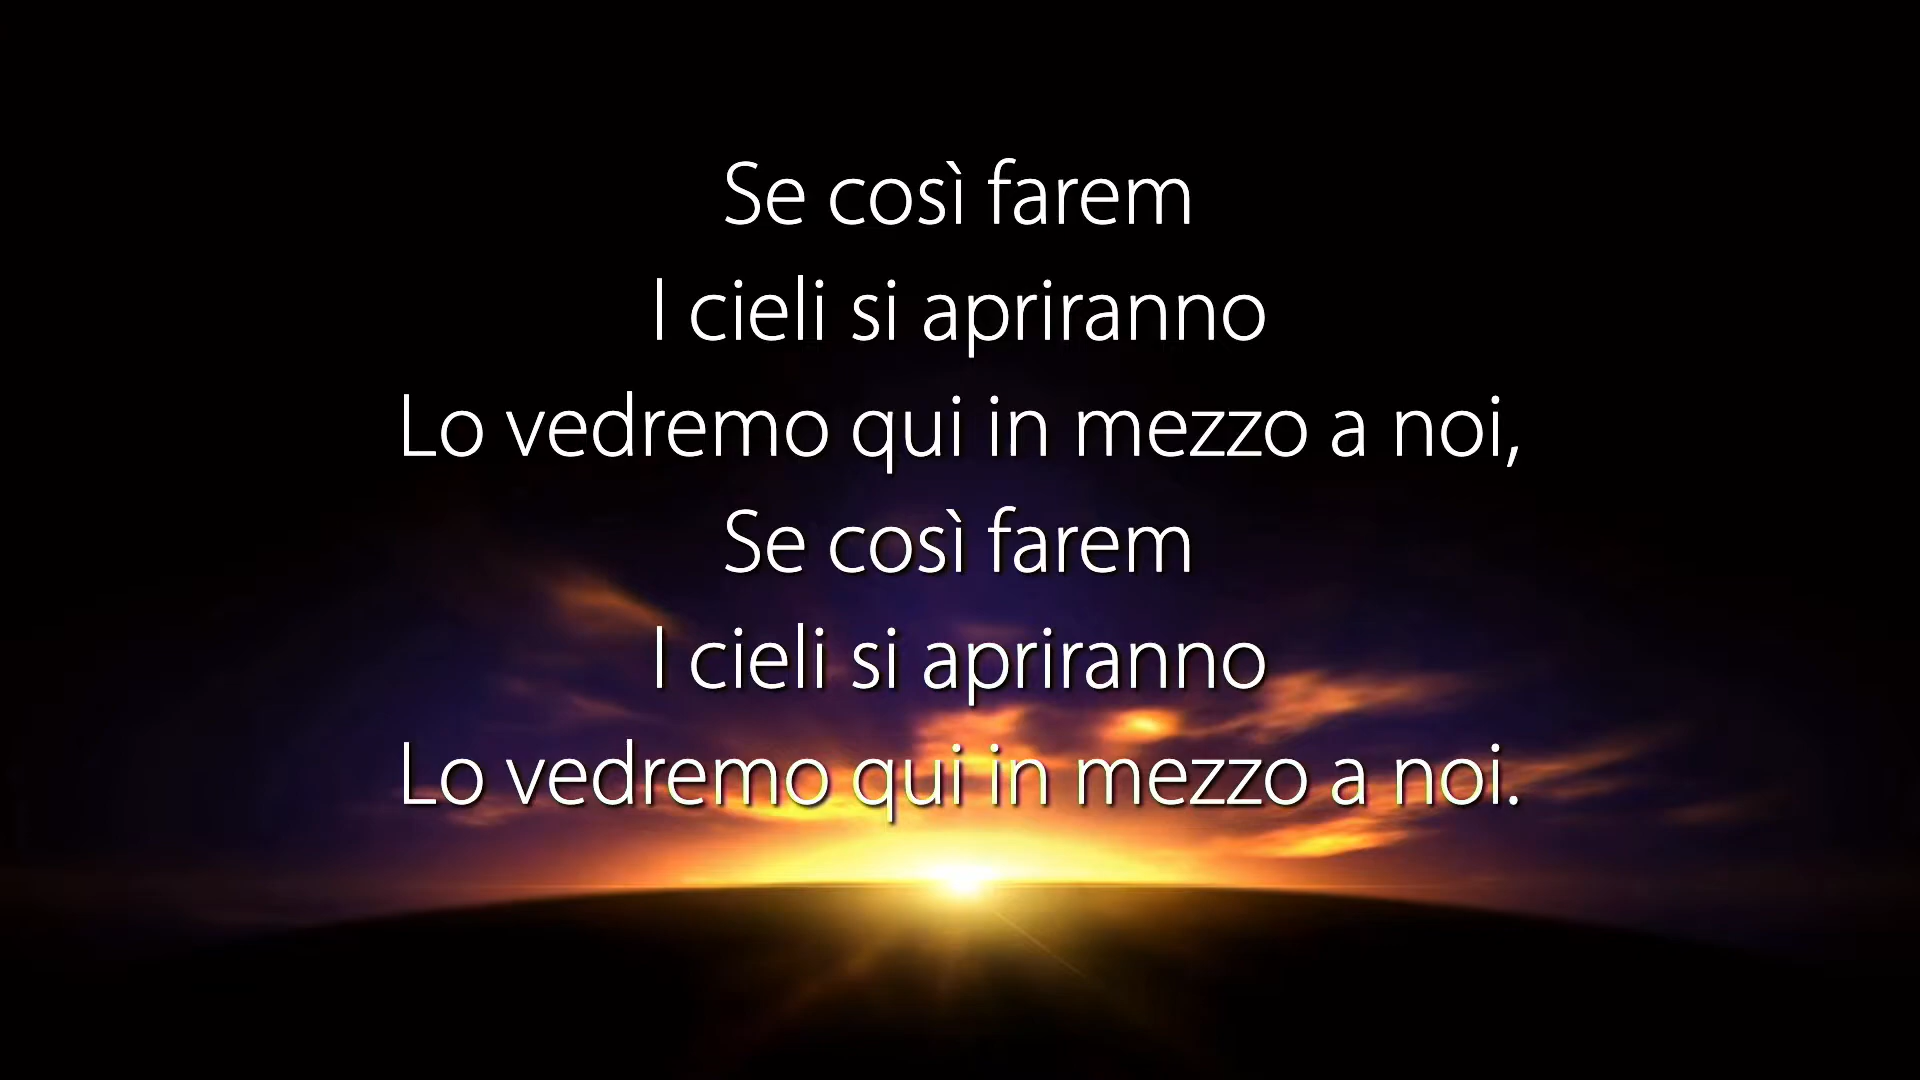 Se così farem
I cieli si apriranno
Lo vedremo qui in mezzo a noi,
Se così farem
I cieli si apriranno
Lo vedremo qui in mezzo a noi.